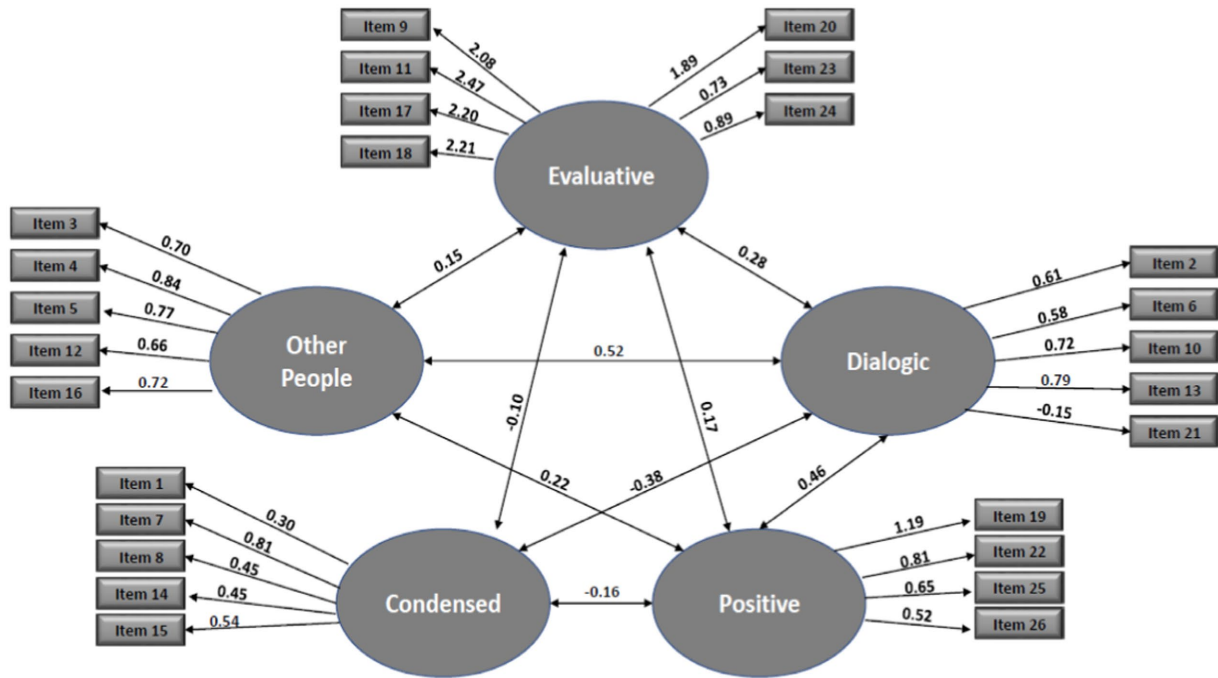 Item 9
Item 11
Item 17
Item 18
2.08
2.47
2.20
2.21
Item 20
Item 23
Item 24
1.89
0.73
0.89
Evaluative
Item 3
Item 4
Item 5
Item 12
Item 16
0.70
0.84
0.77
0.66
0.72
Other
People
0.15
0.28
0.52
Dialogic
0.61
0.58
0.72
0.79
-0.15
Item 2
Item 6
Item 10
Item 13
Item 21
-0.10
0.17
0.22
-0.38
0.46
Item 1
Item 7
Item 8
Item 14
Item 15
0.30
0.81
0.45
0.45
0.54
Condensed
-0.16
Positive
1.19
0.81
0.65
0.52
Item 19
Item 22
Item 25
Item 26